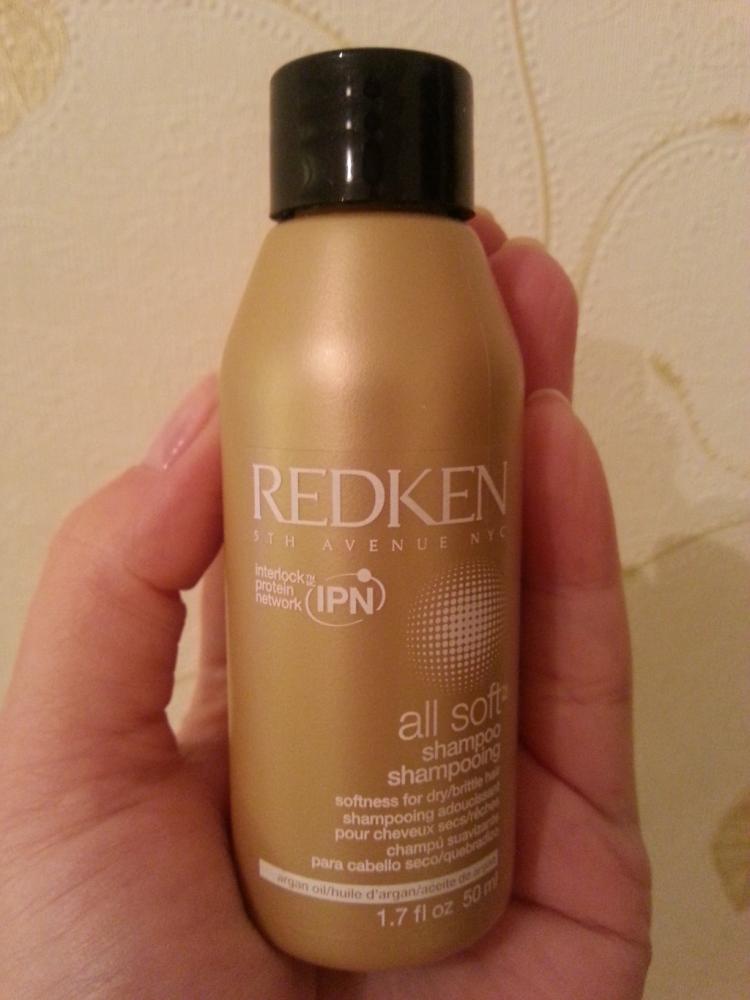 REDKEN
5TH AVENUE NYC
interlock™
protein
network
IPN
all soft
shampoo
shampooing
softness for dry/brittle hair
shampooing adoucissant
pour cheveux secs/rêches
champú suavizante
para cabello seco/quebradizo
argan oil/huile d'argan/aceite de argán
1.7 fl oz 50 ml